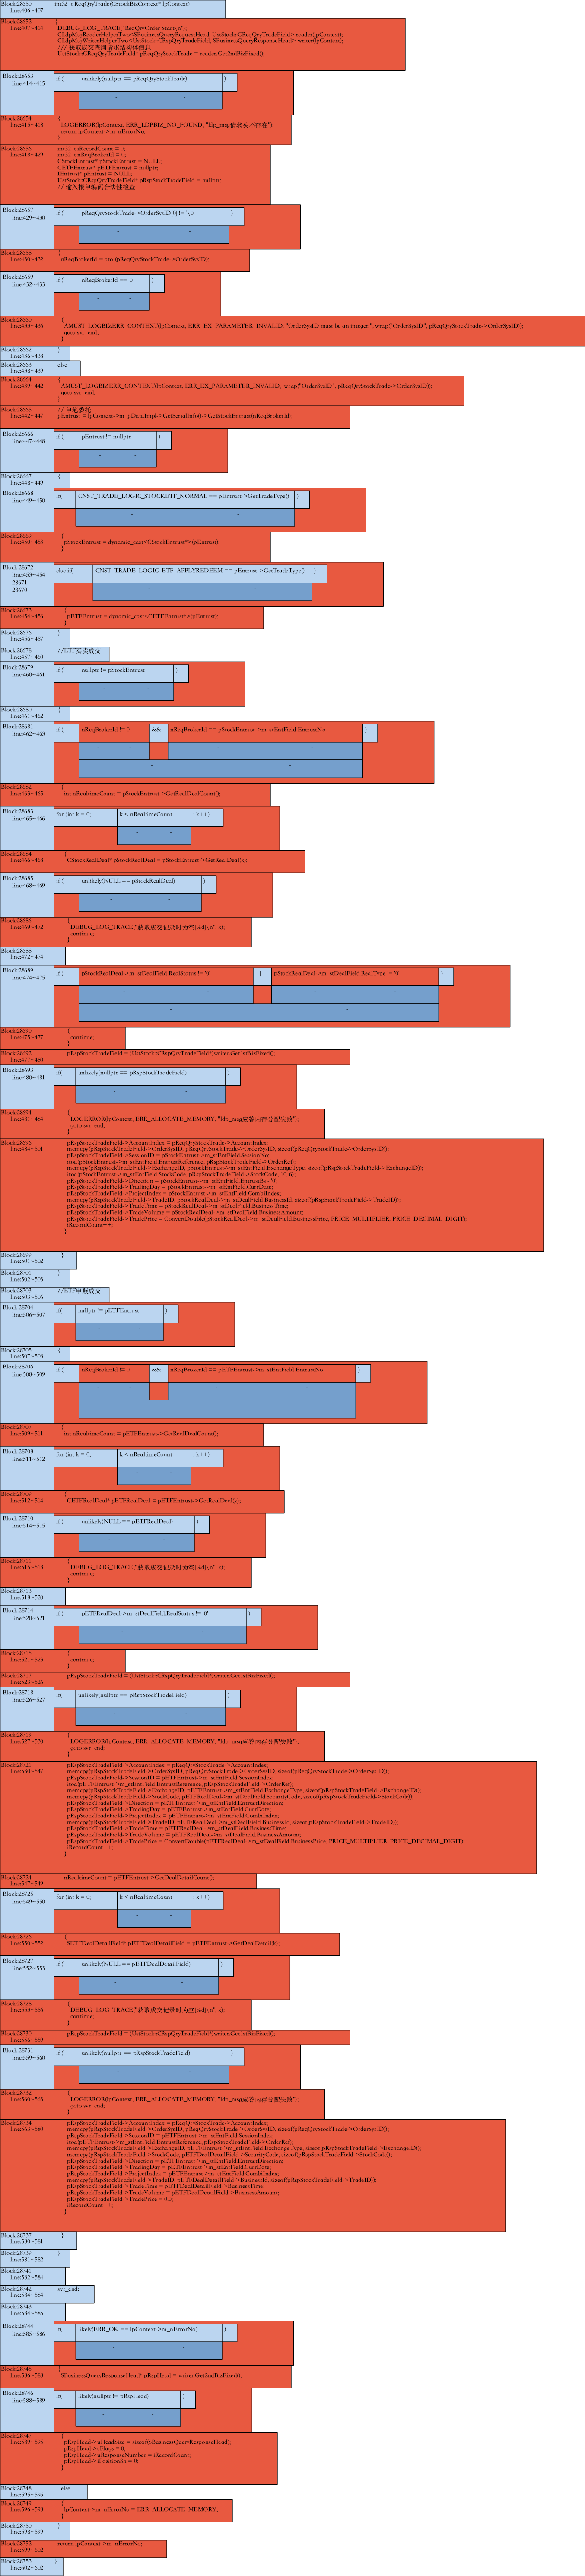 Block:28650
line:406~407
int32_t ReqQryTrade(CStockBizContext* lpContext)
Block:28652
line:407~414
{
DEBUG_LOG_TRACE("ReqQryOrder Start\n");
CLdpMsgReaderHelperTwo<SBusinessQueryRequestHead, UstStock::CReqQryTradeField> reader(lpContext);
CLdpMsgWriterHelperTwo<UstStock::CRspQryTradeField, SBusinessQueryResponseHead> writer(lpContext);
/// 获取成交查询请求结构体信息
UstStock::CReqQryTradeField* pReqQryStockTrade = reader.Get2ndBizFixed();
Block:28653
line:414~415
if ( unlikely(nullptr == pReqQryStockTrade) )
Block:28654
line:415~418
{
LOGERROR(lpContext, ERR_LDPBIZ_NO_FOUND, "ldp_msg请求头不存在");
return lpContext->m_nErrorNo;
}
Block:28656
line:418~429
int32_t iRecordCount = 0;
int32_t nReqBrokerId = 0;
CStockEntrust* pStockEntrust = NULL;
CETFEntrust* pETFEntrust = nullptr;
IEntrust* pEntrust = NULL;
UstStock::CRspQryTradeField* pRspStockTradeField = nullptr;
// 输入报单编码合法性检查
Block:28657
line:429~430
if ( pReqQryStockTrade->OrderSysID[0] != '\0' )
Block:28658
line:430~432
{
nReqBrokerId = atoi(pReqQryStockTrade->OrderSysID);
Block:28659
line:432~433
if ( nReqBrokerId == 0 )
Block:28660
line:433~436
{
AMUST_LOGBIZERR_CONTEXT(lpContext, ERR_EX_PARAMETER_INVALID, "OrderSysID must be an integer", wrap("OrderSysID", pReqQryStockTrade->OrderSysID));
goto svr_end;
}
Block:28662
line:436~438
}
Block:28663
line:438~439
else
Block:28664
line:439~442
{
AMUST_LOGBIZERR_CONTEXT(lpContext, ERR_EX_PARAMETER_INVALID, wrap("OrderSysID", pReqQryStockTrade->OrderSysID));
goto svr_end;
}
Block:28665
line:442~447
// 单笔委托
pEntrust = lpContext->m_pDataImpl->GetSerialInfo()->GetStockEntrust(nReqBrokerId);
Block:28666
line:447~448
if ( pEntrust != nullptr )
Block:28667
line:448~449
{
Block:28668
line:449~450
if( CNST_TRADE_LOGIC_STOCKETF_NORMAL == pEntrust->GetTradeType() )
Block:28669
line:450~453
{
pStockEntrust = dynamic_cast<CStockEntrust*>(pEntrust);
}
Block:28672
line:453~454
28671
28670
else if( CNST_TRADE_LOGIC_ETF_APPLYREDEEM == pEntrust->GetTradeType() )
Block:28673
line:454~456
{
pETFEntrust = dynamic_cast<CETFEntrust*>(pEntrust);
}
Block:28676
line:456~457
}
Block:28678
line:457~460
//ETF买卖成交
Block:28679
line:460~461
if ( nullptr != pStockEntrust )
Block:28680
line:461~462
{
Block:28681
line:462~463
if ( nReqBrokerId != 0 && nReqBrokerId == pStockEntrust->m_stEntField.EntrustNo )
Block:28682
line:463~465
{
int nRealtimeCount = pStockEntrust->GetRealDealCount();
Block:28683
line:465~466
for (int k = 0; k < nRealtimeCount ; k++)
Block:28684
line:466~468
{
CStockRealDeal* pStockRealDeal = pStockEntrust->GetRealDeal(k);
Block:28685
line:468~469
if ( unlikely(NULL == pStockRealDeal) )
Block:28686
line:469~472
{
DEBUG_LOG_TRACE("获取成交记录时为空[%d]\n", k);
continue;
}
Block:28688
line:472~474
Block:28689
line:474~475
if ( pStockRealDeal->m_stDealField.RealStatus != '0' || pStockRealDeal->m_stDealField.RealType != '0' )
Block:28690
line:475~477
{
continue;
}
Block:28692
line:477~480
pRspStockTradeField = (UstStock::CRspQryTradeField*)writer.Get1stBizFixed();
Block:28693
line:480~481
if ( unlikely(nullptr == pRspStockTradeField) )
Block:28694
line:481~484
{
LOGERROR(lpContext, ERR_ALLOCATE_MEMORY, "ldp_msg应答内存分配失败");
goto svr_end;
}
Block:28696
line:484~501
pRspStockTradeField->AccountIndex = pReqQryStockTrade->AccountIndex;
memcpy(pRspStockTradeField->OrderSysID, pReqQryStockTrade->OrderSysID, sizeof(pReqQryStockTrade->OrderSysID));
pRspStockTradeField->SessionID = pStockEntrust->m_stEntField.SessionNo;
itoa(pStockEntrust->m_stEntField.EntrustReference, pRspStockTradeField->OrderRef);
memcpy(pRspStockTradeField->ExchangeID, pStockEntrust->m_stEntField.ExchangeType, sizeof(pRspStockTradeField->ExchangeID));
itoa(pStockEntrust->m_stEntField.StockCode, pRspStockTradeField->StockCode, 10, 6);
pRspStockTradeField->Direction = pStockEntrust->m_stEntField.EntrustBs - '0';
pRspStockTradeField->TradingDay = pStockEntrust->m_stEntField.CurrDate;
pRspStockTradeField->ProjectIndex = pStockEntrust->m_stEntField.CombiIndex;
memcpy(pRspStockTradeField->TradeID, pStockRealDeal->m_stDealField.BusinessId, sizeof(pRspStockTradeField->TradeID));
pRspStockTradeField->TradeTime = pStockRealDeal->m_stDealField.BusinessTime;
pRspStockTradeField->TradeVolume = pStockRealDeal->m_stDealField.BusinessAmount;
pRspStockTradeField->TradePrice = ConvertDouble(pStockRealDeal->m_stDealField.BusinessPrice, PRICE_MULTIPLIER, PRICE_DECIMAL_DIGIT);
iRecordCount++;
}
Block:28699
line:501~502
}
Block:28701
line:502~503
}
Block:28703
line:503~506
//ETF申赎成交
Block:28704
line:506~507
if( nullptr != pETFEntrust )
Block:28705
line:507~508
{
Block:28706
line:508~509
if ( nReqBrokerId != 0 && nReqBrokerId == pETFEntrust->m_stEntField.EntrustNo )
Block:28707
line:509~511
{
int nRealtimeCount = pETFEntrust->GetRealDealCount();
Block:28708
line:511~512
for (int k = 0; k < nRealtimeCount ; k++)
Block:28709
line:512~514
{
CETFRealDeal* pETFRealDeal = pETFEntrust->GetRealDeal(k);
Block:28710
line:514~515
if ( unlikely(NULL == pETFRealDeal) )
Block:28711
line:515~518
{
DEBUG_LOG_TRACE("获取成交记录时为空[%d]\n", k);
continue;
}
Block:28713
line:518~520
Block:28714
line:520~521
if ( pETFRealDeal->m_stDealField.RealStatus != '0' )
Block:28715
line:521~523
{
continue;
}
Block:28717
line:523~526
pRspStockTradeField = (UstStock::CRspQryTradeField*)writer.Get1stBizFixed();
Block:28718
line:526~527
if( unlikely(nullptr == pRspStockTradeField) )
Block:28719
line:527~530
{
LOGERROR(lpContext, ERR_ALLOCATE_MEMORY, "ldp_msg应答内存分配失败");
goto svr_end;
}
Block:28721
line:530~547
pRspStockTradeField->AccountIndex = pReqQryStockTrade->AccountIndex;
memcpy(pRspStockTradeField->OrderSysID, pReqQryStockTrade->OrderSysID, sizeof(pReqQryStockTrade->OrderSysID));
pRspStockTradeField->SessionID = pETFEntrust->m_stEntField.SessionIndex;
itoa(pETFEntrust->m_stEntField.EntrustReference, pRspStockTradeField->OrderRef);
memcpy(pRspStockTradeField->ExchangeID, pETFEntrust->m_stEntField.ExchangeType, sizeof(pRspStockTradeField->ExchangeID));
memcpy(pRspStockTradeField->StockCode, pETFRealDeal->m_stDealField.SecurityCode, sizeof(pRspStockTradeField->StockCode));
pRspStockTradeField->Direction = pETFEntrust->m_stEntField.EntrustDirection;
pRspStockTradeField->TradingDay = pETFEntrust->m_stEntField.CurrDate;
pRspStockTradeField->ProjectIndex = pETFEntrust->m_stEntField.CombiIndex;
memcpy(pRspStockTradeField->TradeID, pETFRealDeal->m_stDealField.BusinessId, sizeof(pRspStockTradeField->TradeID));
pRspStockTradeField->TradeTime = pETFRealDeal->m_stDealField.BusinessTime;
pRspStockTradeField->TradeVolume = pETFRealDeal->m_stDealField.BusinessAmount;
pRspStockTradeField->TradePrice = ConvertDouble(pETFRealDeal->m_stDealField.BusinessPrice, PRICE_MULTIPLIER, PRICE_DECIMAL_DIGIT);
iRecordCount++;
}
Block:28724
line:547~549
nRealtimeCount = pETFEntrust->GetDealDetailCount();
Block:28725
line:549~550
for (int k = 0; k < nRealtimeCount ; k++)
Block:28726
line:550~552
{
SETFDealDetailField* pETFDealDetailField = pETFEntrust->GetDealDetail(k);
Block:28727
line:552~553
if ( unlikely(NULL == pETFDealDetailField) )
Block:28728
line:553~556
{
DEBUG_LOG_TRACE("获取成交记录时为空[%d]\n", k);
continue;
}
Block:28730
line:556~559
pRspStockTradeField = (UstStock::CRspQryTradeField*)writer.Get1stBizFixed();
Block:28731
line:559~560
if ( unlikely(nullptr == pRspStockTradeField) )
Block:28732
line:560~563
{
LOGERROR(lpContext, ERR_ALLOCATE_MEMORY, "ldp_msg应答内存分配失败");
goto svr_end;
}
Block:28734
line:563~580
pRspStockTradeField->AccountIndex = pReqQryStockTrade->AccountIndex;
memcpy(pRspStockTradeField->OrderSysID, pReqQryStockTrade->OrderSysID, sizeof(pReqQryStockTrade->OrderSysID));
pRspStockTradeField->SessionID = pETFEntrust->m_stEntField.SessionIndex;
itoa(pETFEntrust->m_stEntField.EntrustReference, pRspStockTradeField->OrderRef);
memcpy(pRspStockTradeField->ExchangeID, pETFEntrust->m_stEntField.ExchangeType, sizeof(pRspStockTradeField->ExchangeID));
memcpy(pRspStockTradeField->StockCode, pETFDealDetailField->SecurityCode, sizeof(pRspStockTradeField->StockCode));
pRspStockTradeField->Direction = pETFEntrust->m_stEntField.EntrustDirection;
pRspStockTradeField->TradingDay = pETFEntrust->m_stEntField.CurrDate;
pRspStockTradeField->ProjectIndex = pETFEntrust->m_stEntField.CombiIndex;
memcpy(pRspStockTradeField->TradeID, pETFDealDetailField->BusinessId, sizeof(pRspStockTradeField->TradeID));
pRspStockTradeField->TradeTime = pETFDealDetailField->BusinessTime;
pRspStockTradeField->TradeVolume = pETFDealDetailField->BusinessAmount;
pRspStockTradeField->TradePrice = 0.0;
iRecordCount++;
}
Block:28737
line:580~581
}
Block:28739
line:581~582
}
Block:28741
line:582~584
Block:28742
line:584~584
svr_end:
Block:28743
line:584~585
Block:28744
line:585~586
if( likely(ERR_OK == lpContext->m_nErrorNo) )
Block:28745
line:586~588
{
SBusinessQueryResponseHead* pRspHead = writer.Get2ndBizFixed();
Block:28746
line:588~589
if( likely(nullptr != pRspHead) )
Block:28747
line:589~595
{
pRspHead->uHeadSize = sizeof(SBusinessQueryResponseHead);
pRspHead->cFlags = 0;
pRspHead->uResponseNumber = iRecordCount;
pRspHead->iPositionStr = 0;
}
Block:28748
line:595~596
else
Block:28749
line:596~598
{
lpContext->m_nErrorNo = ERR_ALLOCATE_MEMORY;
}
Block:28750
line:598~599
}
Block:28752
line:599~602
return lpContext->m_nErrorNo;
Block:28753
line:602~602
}